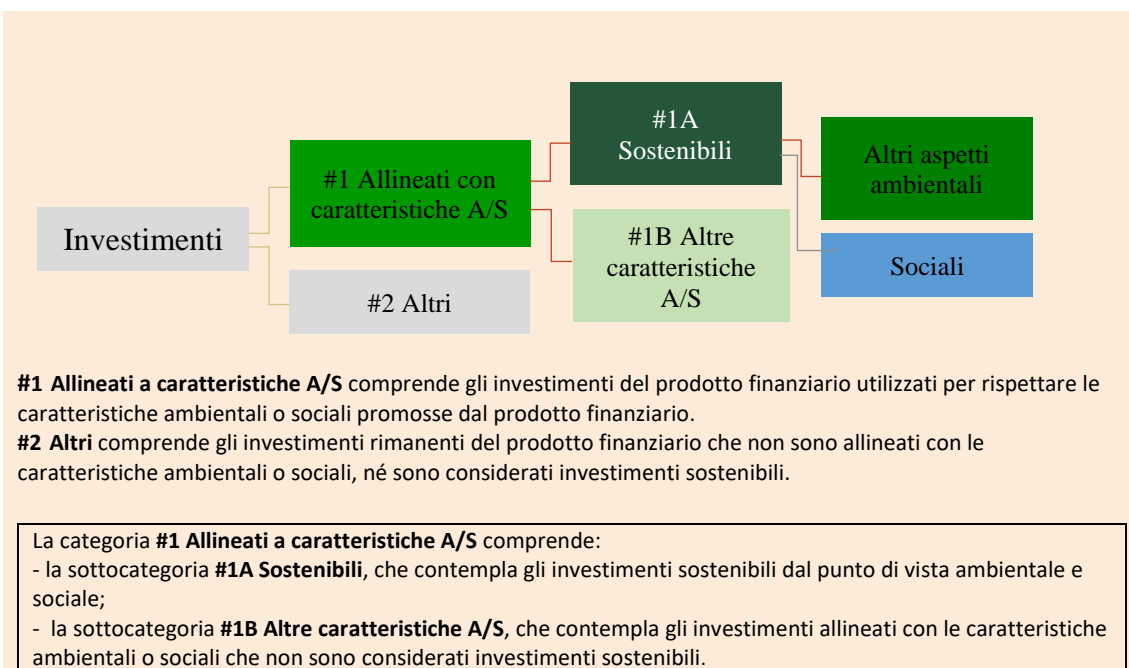 Investimenti
#1 Allineati con
caratteristiche A/S
#2 Altri
#1A
Sostenibili
#1B Altre
caratteristiche
A/S
Altri aspetti
ambientali
Sociali
#1 Allineati a caratteristiche A/S comprende gli investimenti del prodotto finanziario utilizzati per rispettare le
caratteristiche ambientali o sociali promosse dal prodotto finanziario.
#2 Altri comprende gli investimenti rimanenti del prodotto finanziario che non sono allineati con le
caratteristiche ambientali o sociali, né sono considerati investimenti sostenibili.
La categoria #1 Allineati a caratteristiche A/S comprende:
- la sottocategoria #1A Sostenibili, che contempla gli investimenti sostenibili dal punto di vista ambientale e
sociale;
- la sottocategoria #1B Altre caratteristiche A/S, che contempla gli investimenti allineati con le caratteristiche
ambientali o sociali che non sono considerati investimenti sostenibili.